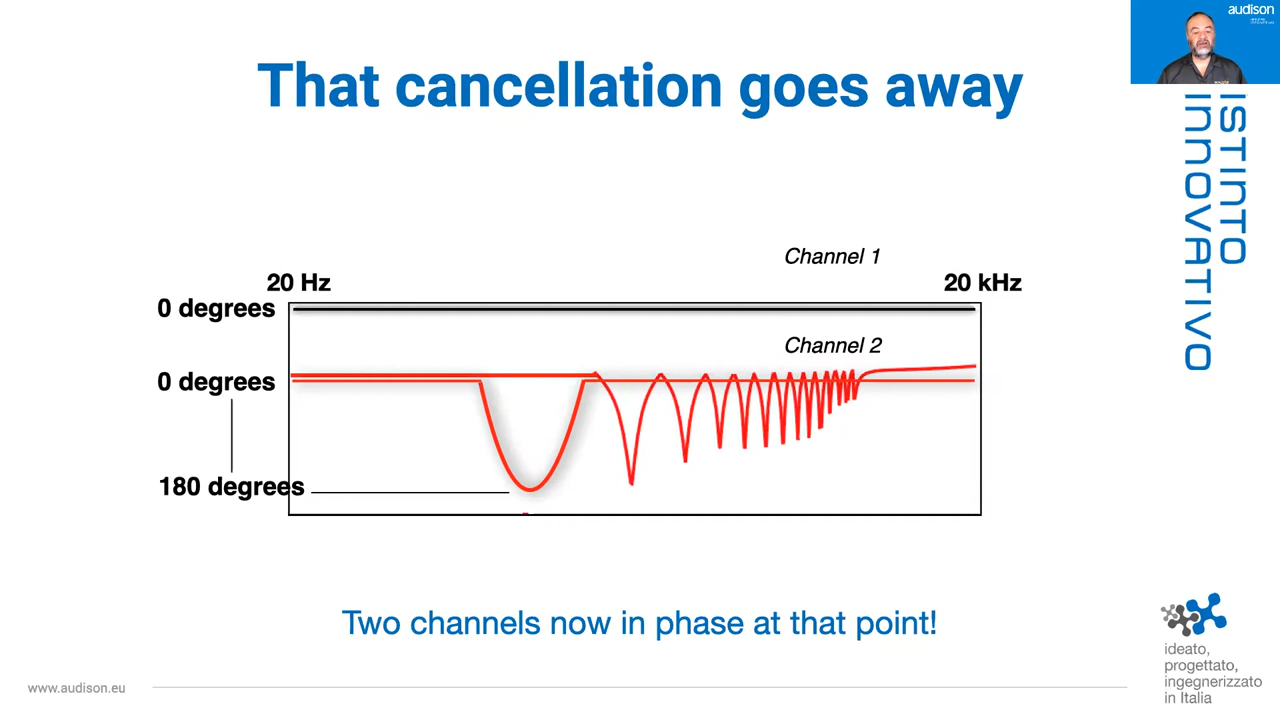 audison
That cancellation goes away
ISTINTO
INNOVATIVO
Channel 1
20 Hz
20 kHz
0 degrees
Channel 2
0 degrees
180 degrees
Two channels now in phase at that point!
ideato,
progettato,
ingegnerizzato
in Italia
www.audison.eu